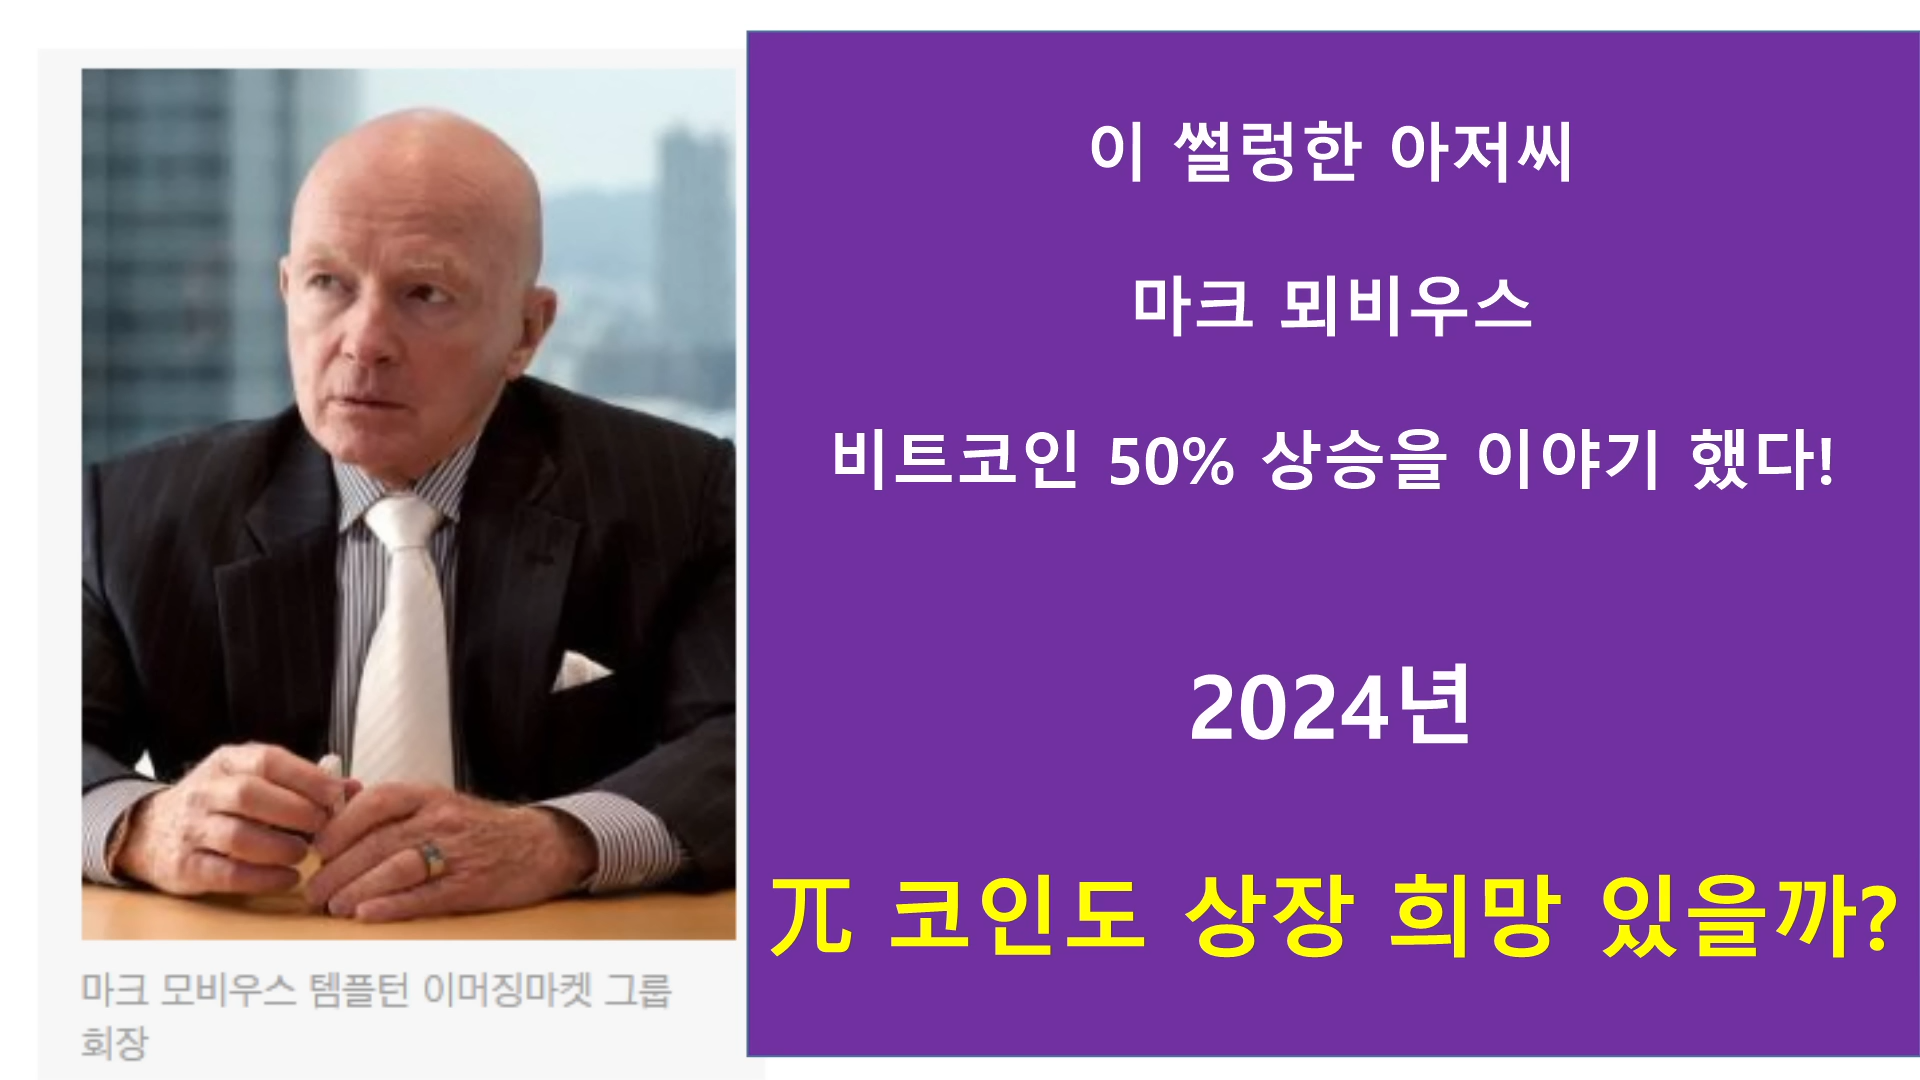 이 썰렁한 아저씨
마크 뫼비우스
비트코인 50% 상승을 이야기 했다!
2024년
兀 코인도 상장 희망 있을까?
마크 모비우스 템플턴 이머징마켓 그룹
회장